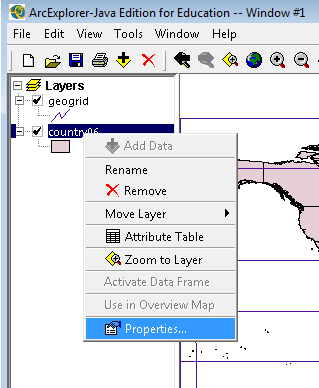 ArcExplorer-Java Edition for Education -- Window #1
File Edit View Tools Window Help
Layers
geogrid
country06
Add Data
Rename
Remove
Move Layer
Attribute Table
Zoom to Layer
Activate Data Frame
Use in Overview Map
Properties...